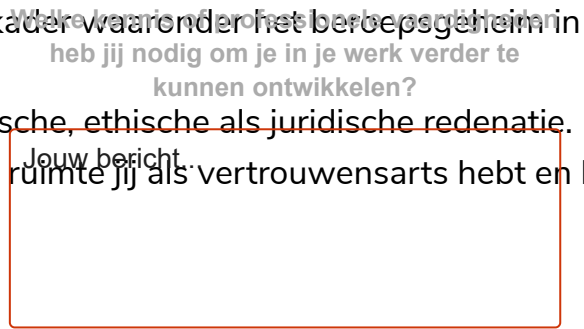 Welke kennis of professionele vaardigheden
kader waaronder het beroepsgeheim in
heb jij nodig om je in je werk verder te
kunnen ontwikkelen?
sche, ethische als juridische redenatie.
Jouw bericht...
ruimte jij als vertrouwensarts hebt en